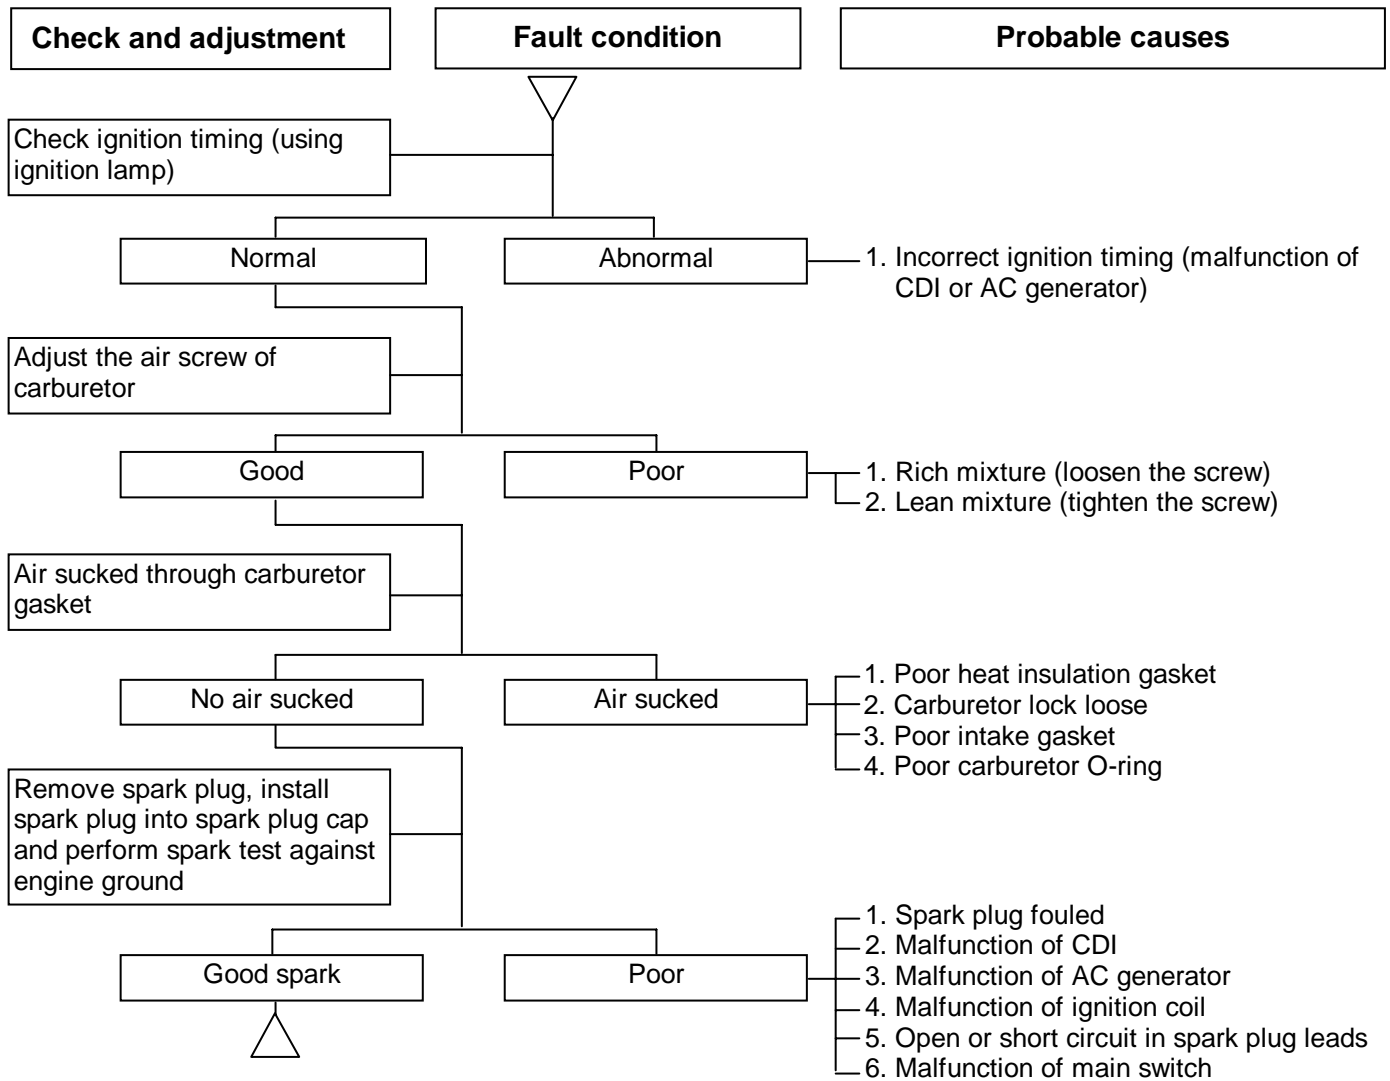 Check and adjustment
Fault condition
Probable causes
Check ignition timing (using
ignition lamp)
Normal
Abnormal
1. Incorrect ignition timing (malfunction of
CDI or AC generator)
Adjust the air screw of
carburetor
Good
Poor
1. Rich mixture (loosen the screw)
2. Lean mixture (tighten the screw)
Air sucked through carburetor
gasket
No air sucked
Air sucked
1. Poor heat insulation gasket
2. Carburetor lock loose
3. Poor intake gasket
4. Poor carburetor O-ring
Remove spark plug, install
spark plug into spark plug cap
and perform spark test against
engine ground
Good spark
Poor
1. Spark plug fouled
2. Malfunction of CDI
3. Malfunction of AC generator
4. Malfunction of ignition coil
5. Open or short circuit in spark plug leads
6. Malfunction of main switch